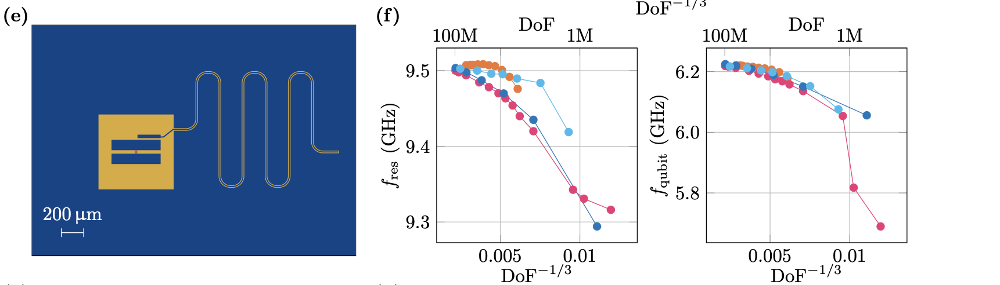 (e)
200 µm
(f)
DoF⁻¹/³
DoF
100M 1M
9.5
9.4
9.3
f_res (GHz)
0.005 0.01
DoF⁻¹/³
DoF
100M 1M
6.2
6.0
5.8
f_qubit (GHz)
0.005 0.01
DoF⁻¹/³